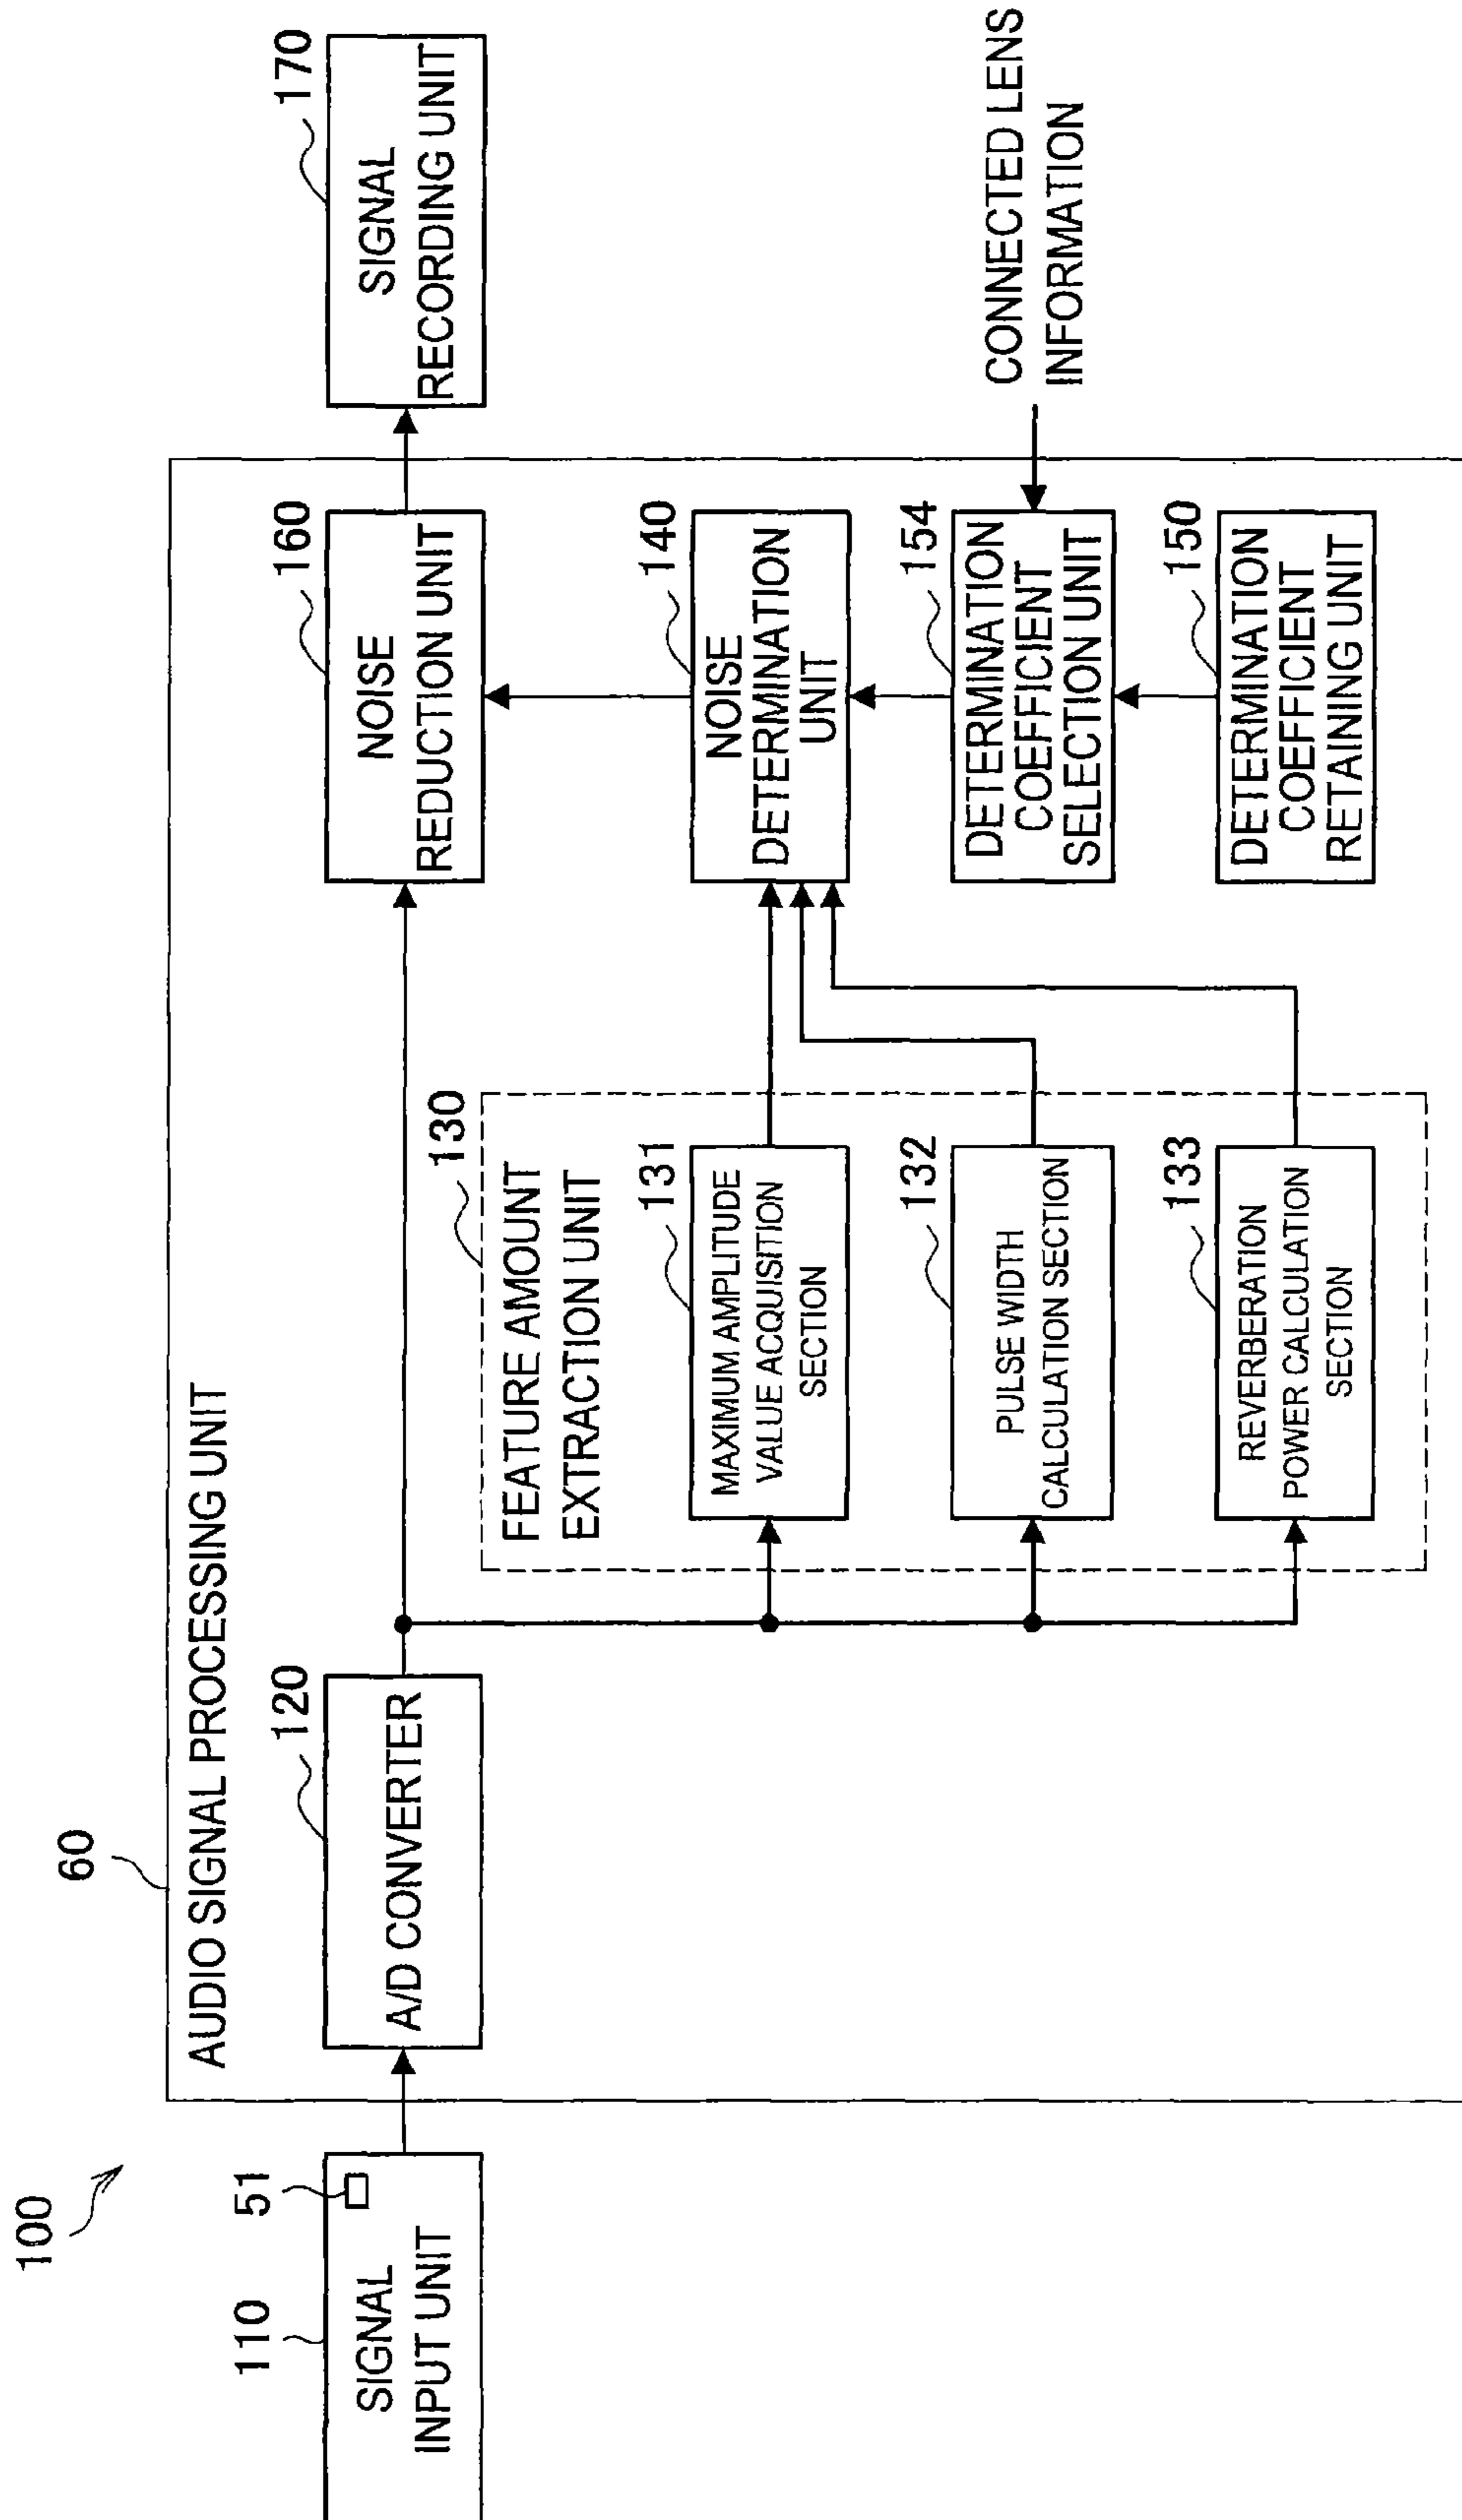 100
60
AUDIO SIGNAL PROCESSING UNIT
110
51
SIGNAL
INPUT UNIT
120
A/D CONVERTER
130
FEATURE AMOUNT
EXTRACTION UNIT
131
MAXIMUM AMPLITUDE
VALUE ACQUISITION
SECTION
132
PULSE WIDTH
CALCULATION SECTION
133
REVERBERATION
POWER CALCULATION
SECTION
160
NOISE
REDUCTION UNIT
140
NOISE
DETERMINATION
UNIT
154
DETERMINATION
COEFFICIENT
SELECTION UNIT
150
DETERMINATION
COEFFICIENT
RETAINING UNIT
170
SIGNAL
RECORDING UNIT
CONNECTED LENS
INFORMATION